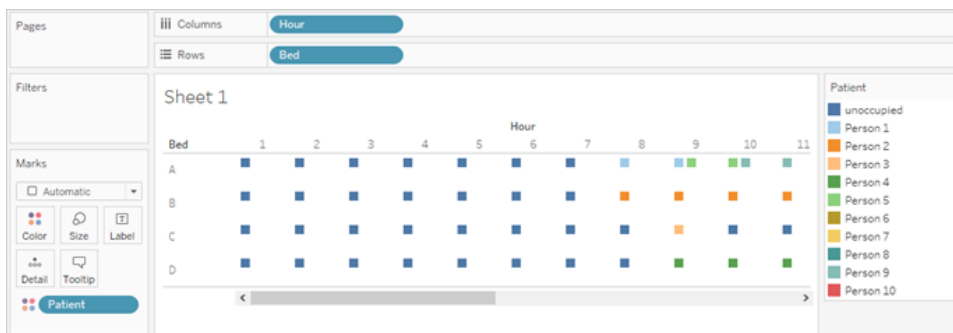 Pages
Columns
Hour
Rows
Bed
Filters
Marks
Automatic
Color
Size
Label
Detail
Tooltip
Patient
Sheet 1
Hour
Bed 1 2 3 4 5 6 7 8 9 10 11
A
B
C
D
Patient
unoccupied
Person 1
Person 2
Person 3
Person 4
Person 5
Person 6
Person 7
Person 8
Person 9
Person 10